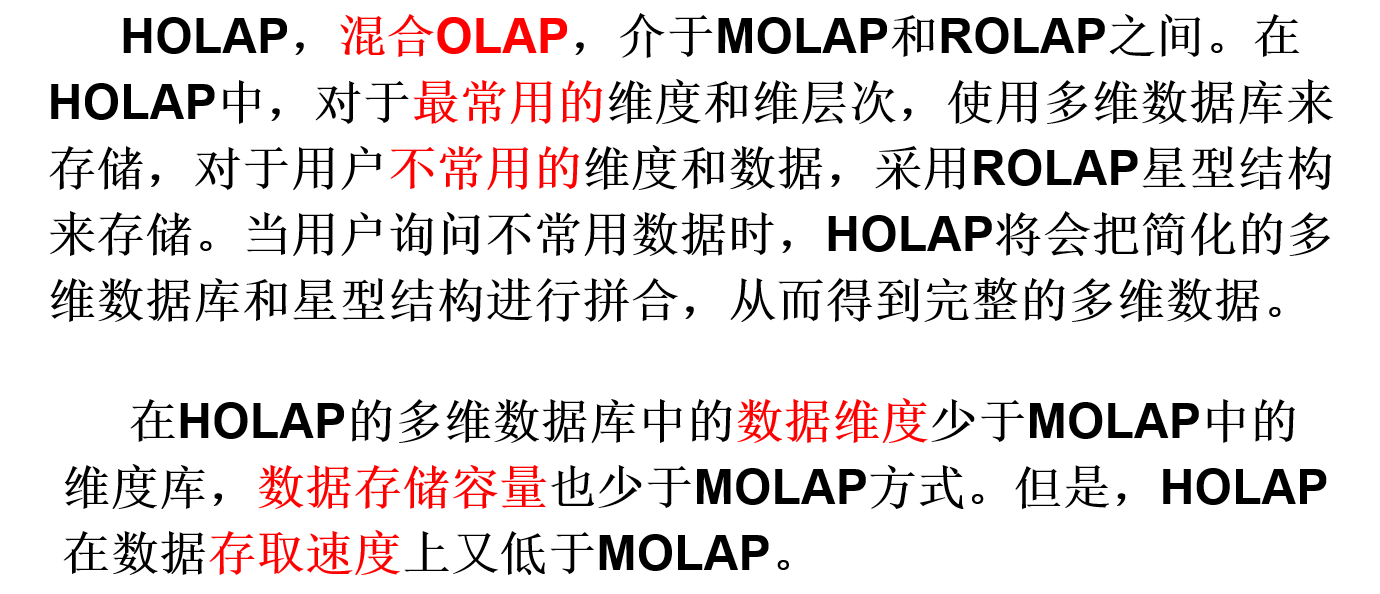 HOLAP，混合OLAP，介于MOLAP和ROLAP之间。在
HOLAP中，对于最常用的维度和维层次，使用多维数据库来
存储，对于用户不常用的维度和数据，采用ROLAP星型结构
来存储。当用户询问不常用数据时，HOLAP将会把简化的多
维数据库和星型结构进行拼合，从而得到完整的多维数据。
在HOLAP的多维数据库中的数据维度少于MOLAP中的
维度库，数据存储容量也少于MOLAP方式。但是，HOLAP
在数据存取速度上又低于MOLAP。